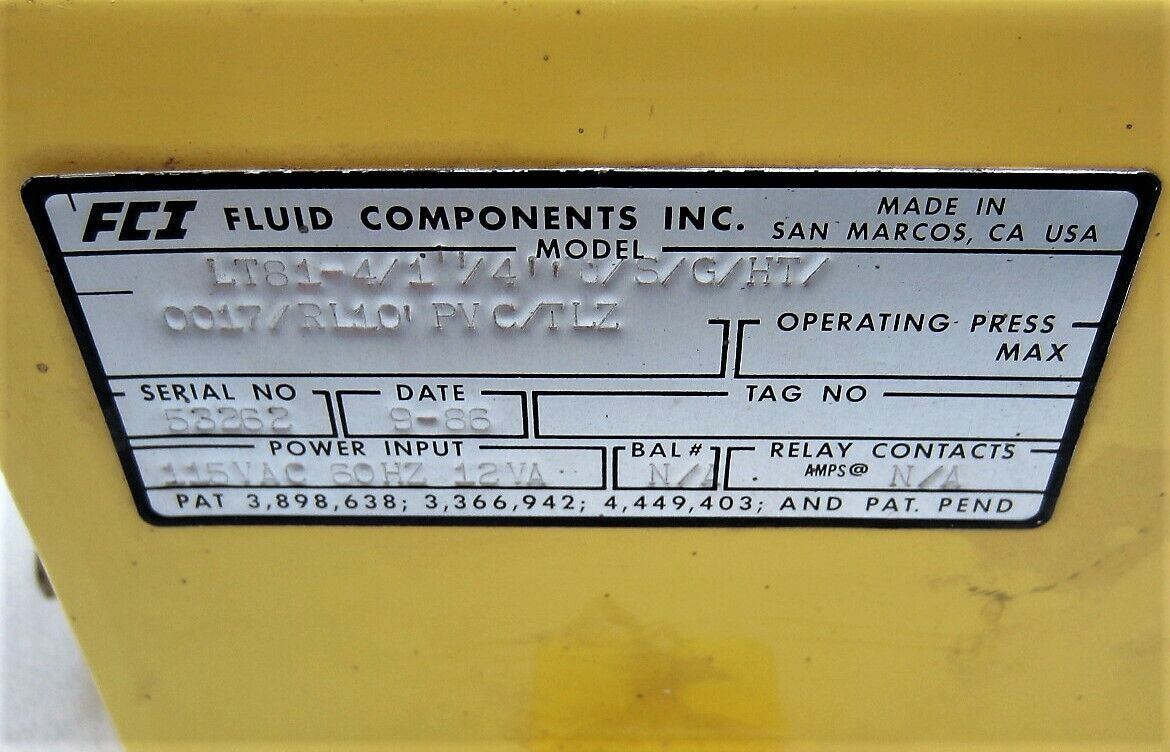 FCI FLUID COMPONENTS INC. MADE IN
SAN MARCOS, CA USA
MODEL
LT81-4/1"/4" /S/G/HT/
0017/RL10' PVC/TLZ
OPERATING PRESS
MAX
SERIAL NO DATE TAG NO
53262 9-86
POWER INPUT BAL # RELAY CONTACTS
115VAC 60HZ 12VA N/A AMPS@ N/A
PAT 3,898,638; 3,366,942; 4,449,403; AND PAT. PEND